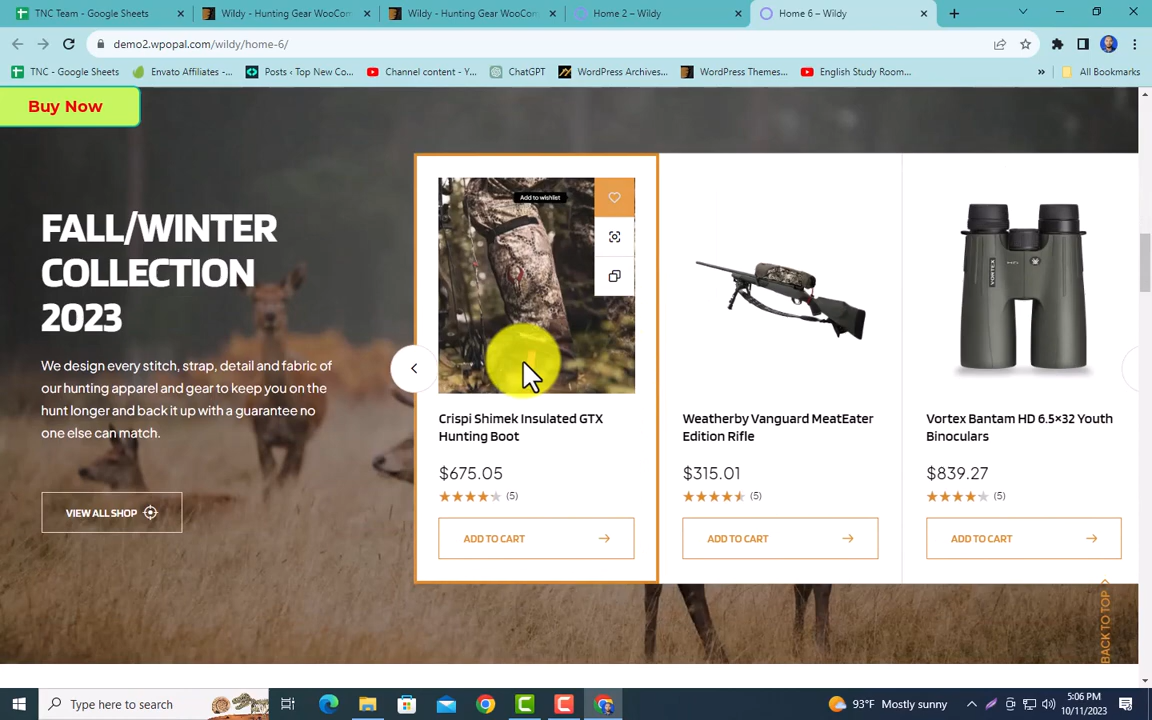 TNC Team - Google Sheets
Wildy - Hunting Gear WooCom
Wildy - Hunting Gear WooCom
Home 2 – Wildy
Home 6 – Wildy
demo2.wpopal.com/wildy/home-6/
TNC - Google Sheets
Envato Affiliates -...
Posts ‹ Top New Co...
Channel content - Y...
ChatGPT
WordPress Archives...
WordPress Themes...
English Study Room...
»
All Bookmarks
Buy Now
FALL/WINTER
COLLECTION
2023
We design every stitch, strap, detail and fabric of
our hunting apparel and gear to keep you on the
hunt longer and back it up with a guarantee no
one else can match.
VIEW ALL SHOP
Add to wishlist
Crispi Shimek Insulated GTX
Hunting Boot
$675.05
(5)
ADD TO CART
Weatherby Vanguard MeatEater
Edition Rifle
$315.01
(5)
ADD TO CART
VORTEX
Vortex Bantam HD 6.5×32 Youth
Binoculars
$839.27
(5)
ADD TO CART
BACK TO TOP
Type here to search
93°F Mostly sunny
5:06 PM
10/11/2023